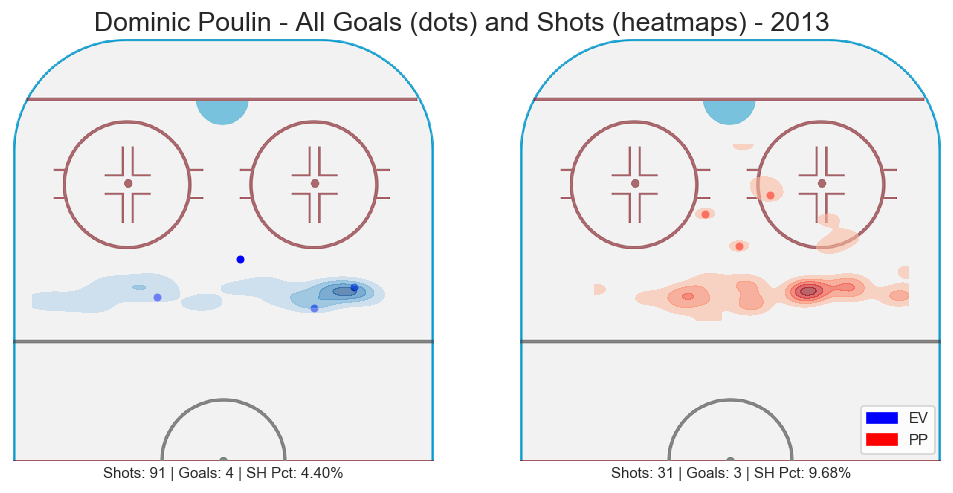 Dominic Poulin - All Goals (dots) and Shots (heatmaps) - 2013
EV
PP
Shots: 91 | Goals: 4 | SH Pct: 4.40%
Shots: 31 | Goals: 3 | SH Pct: 9.68%